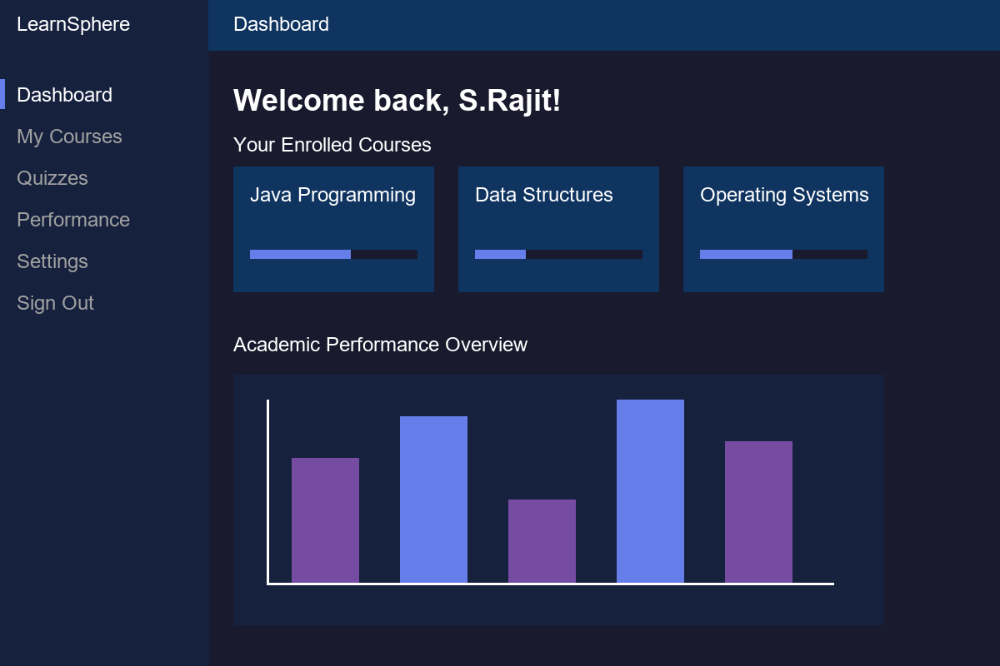 LearnSphere
Dashboard
My Courses
Quizzes
Performance
Settings
Sign Out
Dashboard
Welcome back, S.Rajit!
Your Enrolled Courses
Java Programming
Data Structures
Operating Systems
Academic Performance Overview